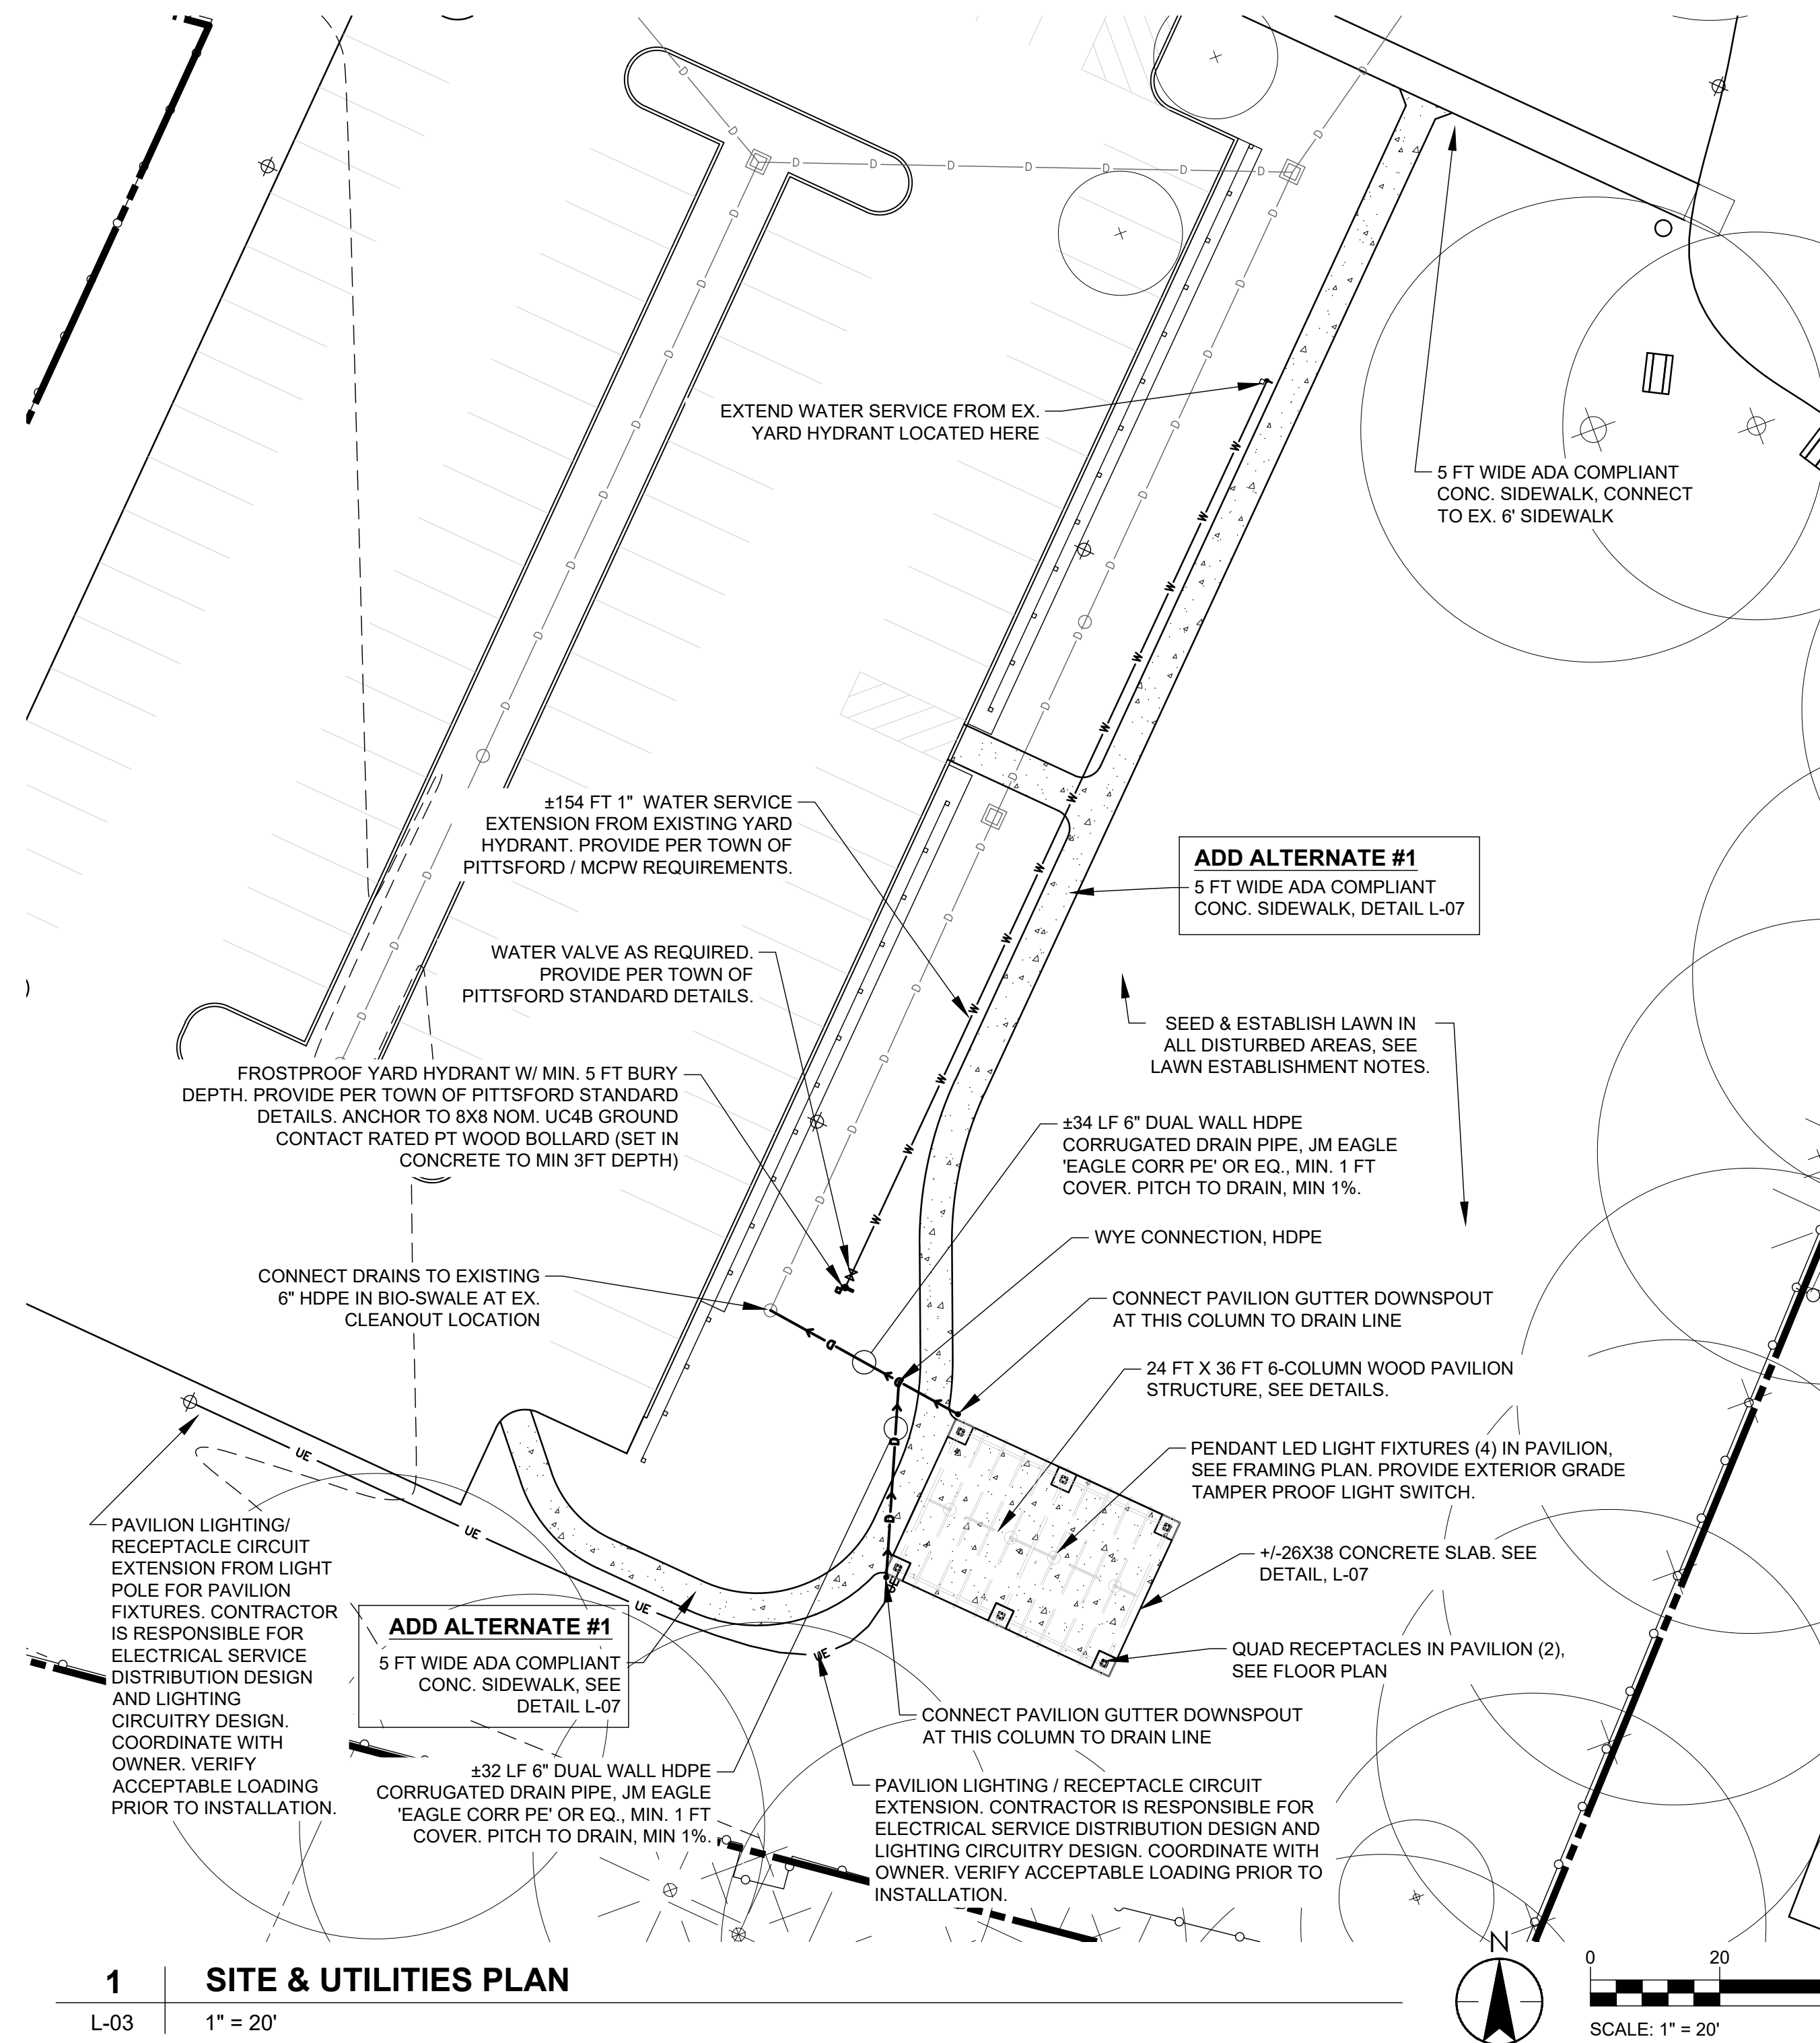 EXTEND WATER SERVICE FROM EX.
YARD HYDRANT LOCATED HERE
5 FT WIDE ADA COMPLIANT
CONC. SIDEWALK, CONNECT
TO EX. 6' SIDEWALK
±154 FT 1" WATER SERVICE
EXTENSION FROM EXISTING YARD
HYDRANT. PROVIDE PER TOWN OF
PITTSFORD / MCPW REQUIREMENTS.
ADD ALTERNATE #1
5 FT WIDE ADA COMPLIANT
CONC. SIDEWALK, DETAIL L-07
WATER VALVE AS REQUIRED.
PROVIDE PER TOWN OF
PITTSFORD STANDARD DETAILS.
SEED & ESTABLISH LAWN IN
ALL DISTURBED AREAS, SEE
LAWN ESTABLISHMENT NOTES.
FROSTPROOF YARD HYDRANT W/ MIN. 5 FT BURY
DEPTH. PROVIDE PER TOWN OF PITTSFORD STANDARD
DETAILS. ANCHOR TO 8X8 NOM. UC4B GROUND
CONTACT RATED PT WOOD BOLLARD (SET IN
CONCRETE TO MIN 3FT DEPTH)
±34 LF 6" DUAL WALL HDPE
CORRUGATED DRAIN PIPE, JM EAGLE
'EAGLE CORR PE' OR EQ., MIN. 1 FT
COVER. PITCH TO DRAIN, MIN 1%.
WYE CONNECTION, HDPE
CONNECT DRAINS TO EXISTING
6" HDPE IN BIO-SWALE AT EX.
CLEANOUT LOCATION
CONNECT PAVILION GUTTER DOWNSPOUT
AT THIS COLUMN TO DRAIN LINE
24 FT X 36 FT 6-COLUMN WOOD PAVILION
STRUCTURE, SEE DETAILS.
PENDANT LED LIGHT FIXTURES (4) IN PAVILION,
SEE FRAMING PLAN. PROVIDE EXTERIOR GRADE
TAMPER PROOF LIGHT SWITCH.
+/-26X38 CONCRETE SLAB. SEE
DETAIL, L-07
QUAD RECEPTACLES IN PAVILION (2),
SEE FLOOR PLAN
PAVILION LIGHTING/
RECEPTACLE CIRCUIT
EXTENSION FROM LIGHT
POLE FOR PAVILION
FIXTURES. CONTRACTOR
IS RESPONSIBLE FOR
ELECTRICAL SERVICE
DISTRIBUTION DESIGN
AND LIGHTING
CIRCUITRY DESIGN.
COORDINATE WITH
OWNER. VERIFY
ACCEPTABLE LOADING
PRIOR TO INSTALLATION.
ADD ALTERNATE #1
5 FT WIDE ADA COMPLIANT
CONC. SIDEWALK, SEE
DETAIL L-07
±32 LF 6" DUAL WALL HDPE
CORRUGATED DRAIN PIPE, JM EAGLE
'EAGLE CORR PE' OR EQ., MIN. 1 FT
COVER. PITCH TO DRAIN, MIN 1%.
CONNECT PAVILION GUTTER DOWNSPOUT
AT THIS COLUMN TO DRAIN LINE
PAVILION LIGHTING / RECEPTACLE CIRCUIT
EXTENSION. CONTRACTOR IS RESPONSIBLE FOR
ELECTRICAL SERVICE DISTRIBUTION DESIGN AND
LIGHTING CIRCUITRY DESIGN. COORDINATE WITH
OWNER. VERIFY ACCEPTABLE LOADING PRIOR TO
INSTALLATION.
UE
UE
UE
UE
UE
1 SITE & UTILITIES PLAN
L-03 1" = 20'
N
0 20
SCALE: 1" = 20'